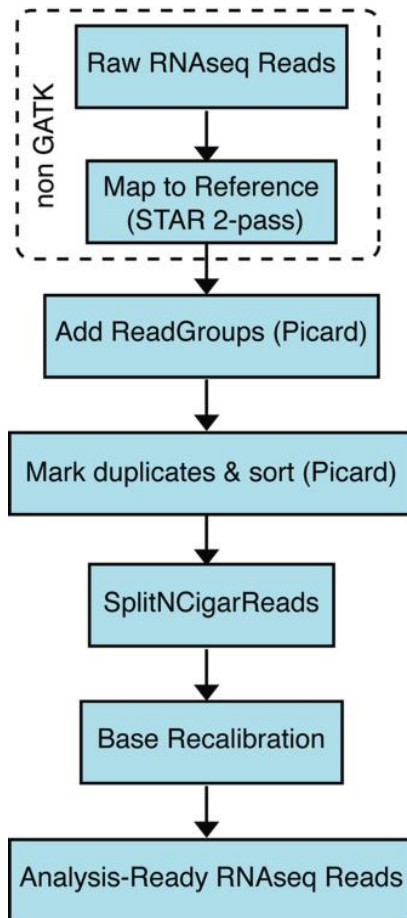 non GATK
Raw RNAseq Reads
Map to Reference
(STAR 2-pass)
Add ReadGroups (Picard)
Mark duplicates & sort (Picard)
SplitNCigarReads
Base Recalibration
Analysis-Ready RNAseq Reads